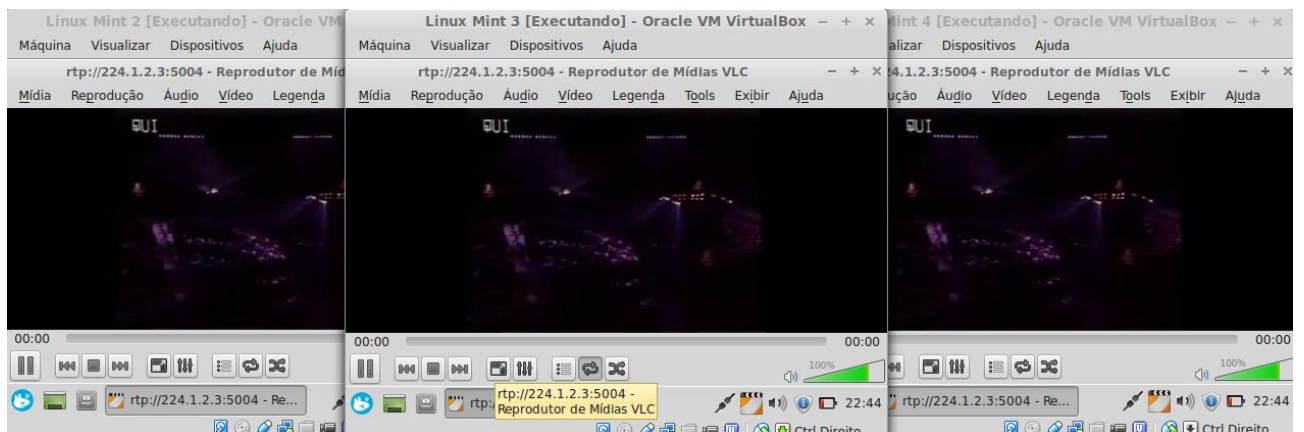 Linux Mint 2 [Executando] - Oracle VM
Máquina Visualizar Dispositivos Ajuda
rtp://224.1.2.3:5004 - Reprodutor de Míd
Mídia Reprodução Áudio Vídeo Legenda
QUI
00:00
rtp://224.1.2.3:5004 - Re...
Linux Mint 3 [Executando] - Oracle VM VirtualBox
Máquina Visualizar Dispositivos Ajuda
rtp://224.1.2.3:5004 - Reprodutor de Mídias VLC
Mídia Reprodução Áudio Vídeo Legenda Tools Exibir Ajuda
QUI
00:00 00:00
100%
rtp://224.1.2.3:5004 -
Reprodutor de Mídias VLC
rtp:
22:44
Ctrl Direito
Mint 4 [Executando] - Oracle VM VirtualBox
alizar Dispositivos Ajuda
24.1.2.3:5004 - Reprodutor de Mídias VLC
ução Áudio Vídeo Legenda Tools Exibir Ajuda
QUI
00:00
100%
rtp://224.1.2.3:5004 - Re...
22:44
Ctrl Direito